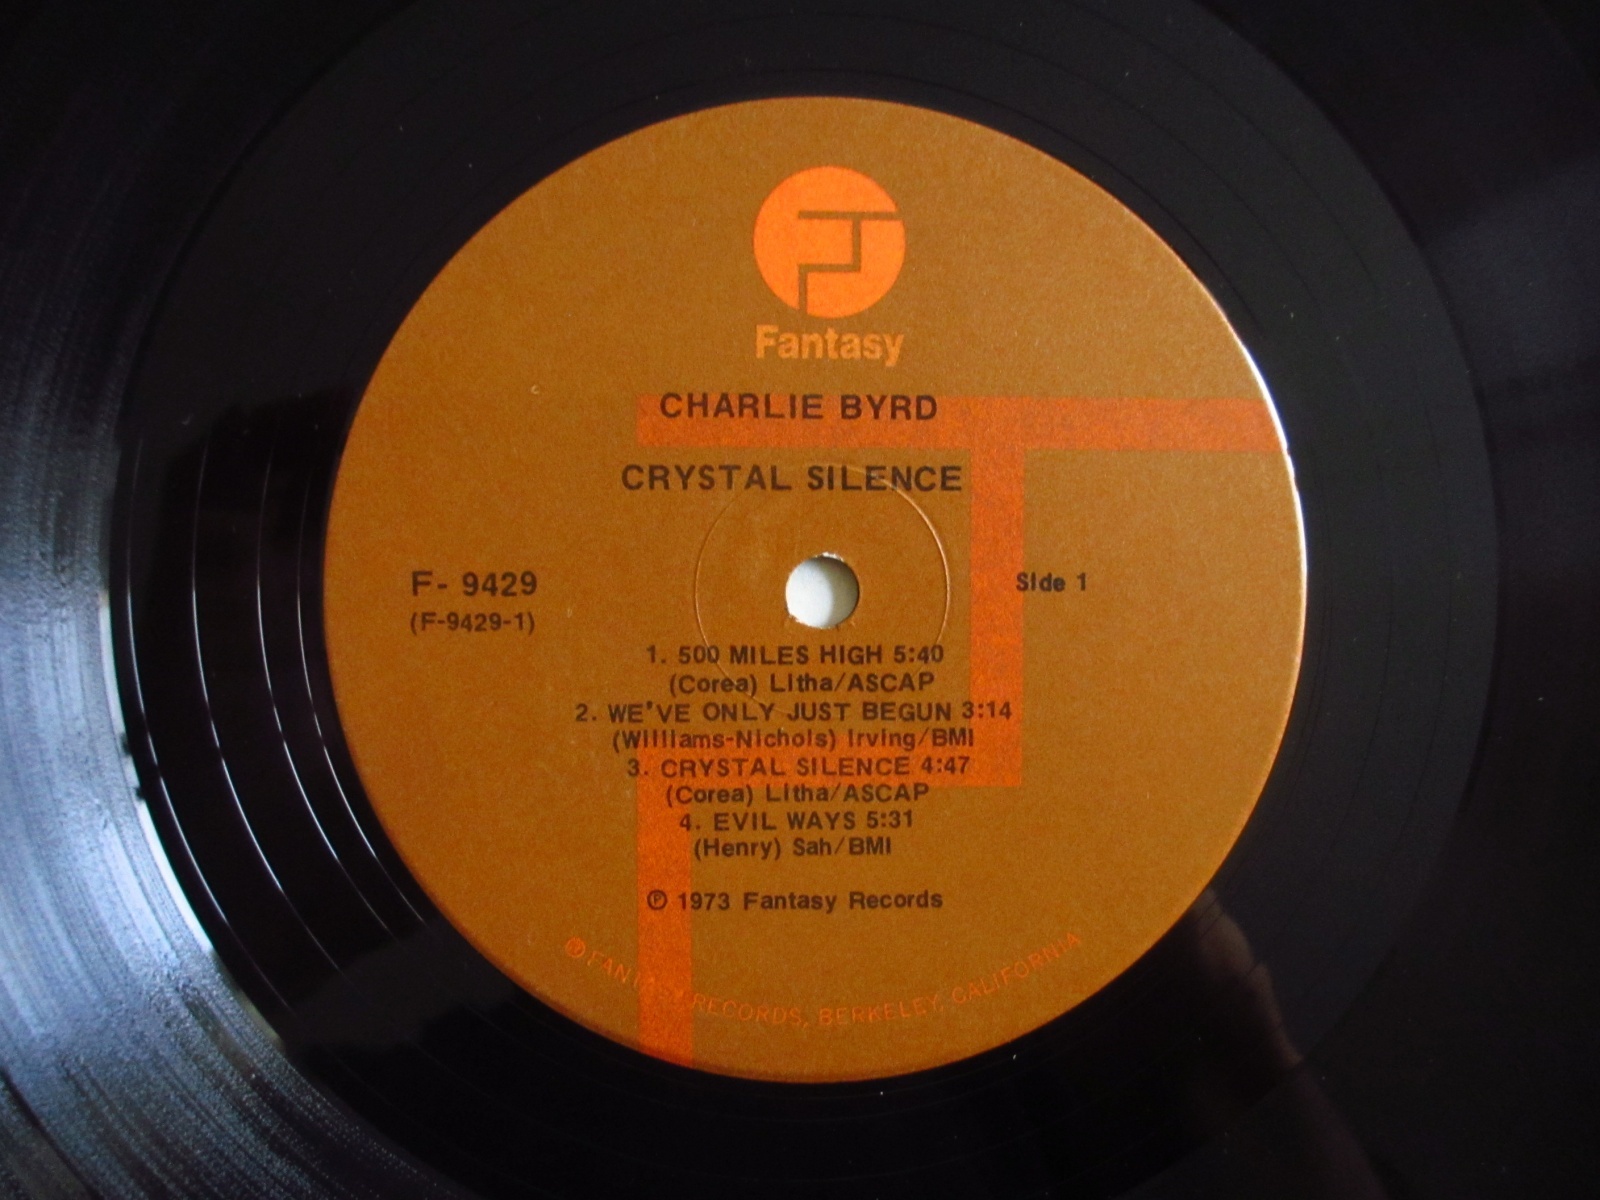 Fantasy
CHARLIE BYRD
CRYSTAL SILENCE
F- 9429
(F-9429-1)
Side 1
1. 500 MILES HIGH 5:40
(Corea) Litha/ASCAP
2. WE'VE ONLY JUST BEGUN 3:14
(Williams-Nichols) Irving/BMI
3. CRYSTAL SILENCE 4:47
(Corea) Litha/ASCAP
4. EVIL WAYS 5:31
(Henry) Sah/BMI
℗ 1973 Fantasy Records
℗ FANTASY RECORDS, BERKELEY, CALIFORNIA